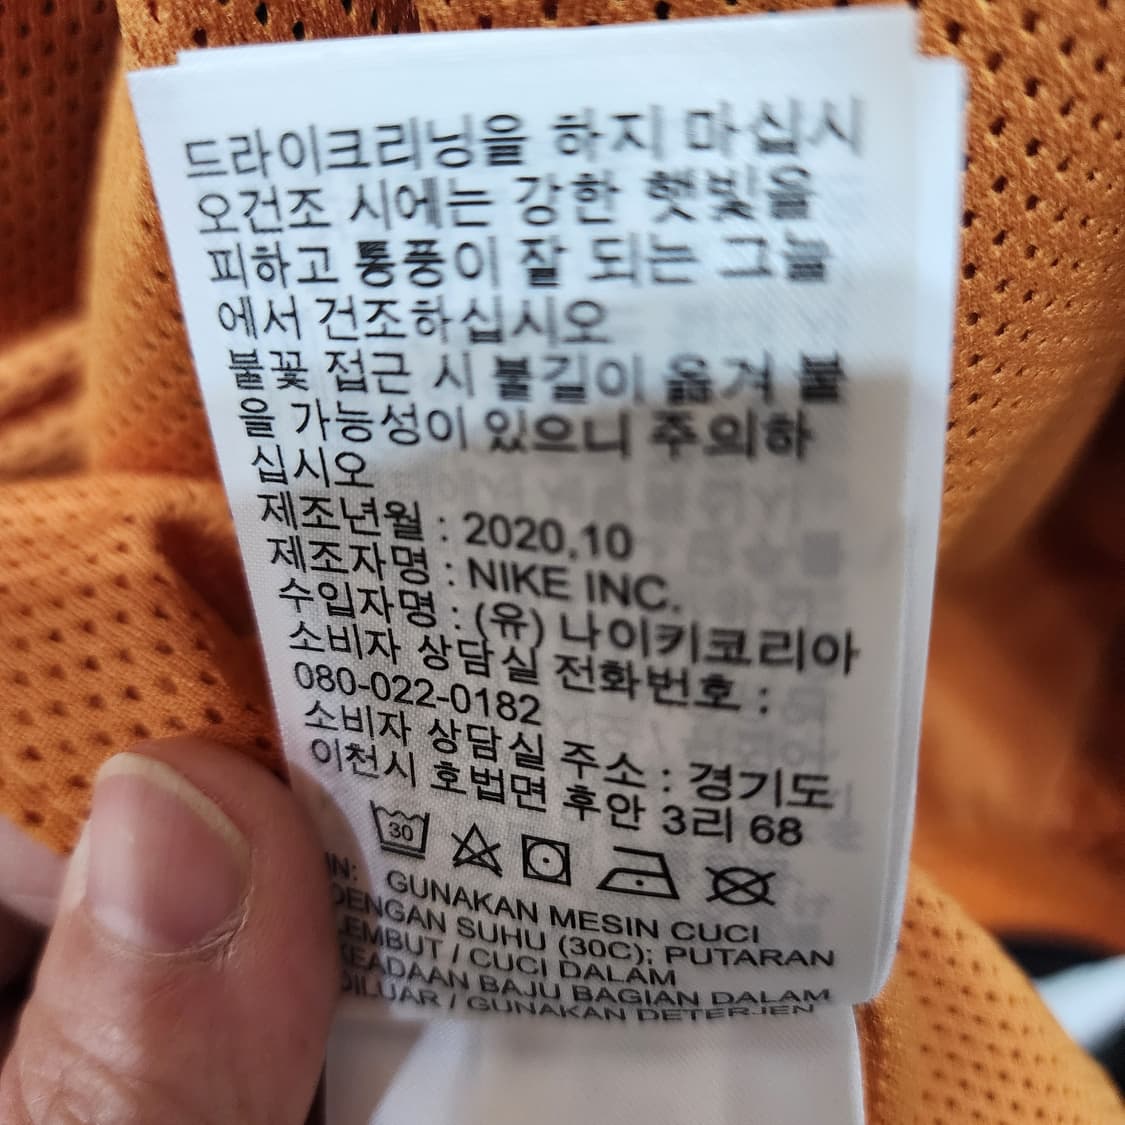 드라이크리닝을 하지 마십시
오건조 시에는 강한 햇빛을
피하고 통풍이 잘 되는 그늘
에서 건조하십시오
불꽃 접근 시 불길이 옮겨 붙
을 가능성이 있으니 주의하
십시오
제조년월 : 2020.10
제조자명 : NIKE INC.
수입자명 : (유) 나이키코리아
소비자 상담실 전화번호 :
080-022-0182
소비자 상담실 주소 : 경기도
이천시 호법면 후안 3리 68
30
IN: GUNAKAN MESIN CUCI
DENGAN SUHU (30C); PUTARAN
LEMBUT / CUCI DALAM
KEADAAN BAJU BAGIAN DALAM
DILUAR / GUNAKAN DETERJEN